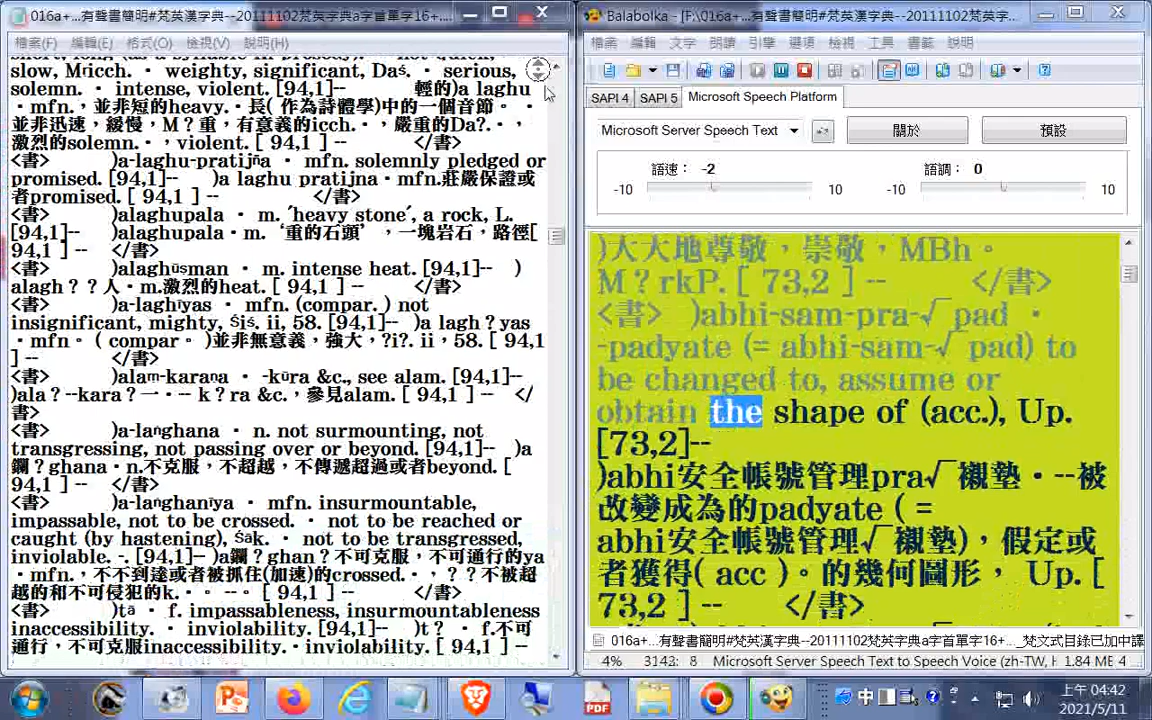 有聲書簡明#梵英漢字典--20111102梵英字典a字首單字16+...
檔案(F) 編輯(E) 格式(O) 檢視(V) 說明(H)
slow, Mricch. · weighty, significant, Daś. · serious,
solemn. · intense, violent. [94,1]-- 輕的)a laghu
· mfn, 並非短的heavy. · 長( 作為詩體學)中的一個音節。 ·
並非迅速，緩慢，M？重，有意義的icch. · ，嚴重的Da?. · ，
激烈的solemn. · ，violent. [ 94,1 ] -- </書>
<書> )a-laghu-pratijña · mfn. solemnly pledged or
promised. [94,1]-- )a laghu pratijna · mfn.莊嚴保證或
者promised. [ 94,1 ] -- </書>
<書> )alaghupala · m. 'heavy stone', a rock, L.
[94,1]-- )alaghupala · m. ‘重的石頭’，一塊岩石，路徑[
94,1 ] -- </書>
<書> )alaghūṣman · m. intense heat. [94,1]-- )
alagh？？人 · m.激烈的heat. [ 94,1 ] -- </書>
<書> )a-laghīyas · mfn. (compar. ) not
insignificant, mighty, Śiś. ii, 58. [94,1]-- )a lagh？yas
· mfn。 ( compar。 )並非無意義，強大，?i?. ii，58. [ 94,1
] -- </書>
<書> )alaṃ-karaṇa · -kūra &c., see alam. [94,1]--
)ala？--kara？一 · -- k？ra &c.，參見alam. [ 94,1 ] -- </
書>
<書> )a-laṅghana · n. not surmounting, not
transgressing, not passing over or beyond. [94,1]-- )a
鑭？ghana · n.不克服，不超越，不傳遞超過或者beyond. [
94,1 ] -- </書>
<書> )a-laṅghanīya · mfn. insurmountable,
impassable, not to be crossed. · not to be reached or
caught (by hastening), Śāk. · not to be transgressed,
inviolable. -. [94,1]-- )a鑭？ghan？不可克服，不可通行的ya
· mfn，不不到達或者被抓住(加速)的crossed. · ，？？不被超
越的和不可侵犯的k. · 。 --。 [ 94,1 ] -- </書>
<書> )tā · f. impassableness, insurmountableness
inaccessibility. · inviolability. [94,1]-- )t？ · f.不可
通行，不可克服inaccessibility. · inviolability. [ 94,1 ] --
Balabolka - [F:\016a+...有聲書簡明#梵英漢字典--20111102梵英字...
檔案 編輯 文字 朗讀 引擎 選項 檢視 工具 書籤 說明
SAPI 4 SAPI 5 Microsoft Speech Platform
Microsoft Server Speech Text 關於 預設
語速： -2 語調： 0
-10 10 -10 10
)大大地尊敬，崇敬，MBh。
M？rkP. [ 73,2 ] -- </書>
<書> )abhi-sam-pra-√ pad ·
-padyate (= abhi-sam-√ pad) to
be changed to, assume or
obtain the shape of (acc.), Up.
[73,2]--
)abhi安全帳號管理pra√ 襯墊 · --被
改變成為的padyate ( =
abhi安全帳號管理√ 襯墊)，假定或
者獲得( acc )。的幾何圖形， Up. [
73,2 ] -- </書>
016a+...有聲書簡明#梵英漢字典--20111102梵英字典a字首單字16+..._梵文式目錄已加中譯
4% 3142: 8 Microsoft Server Speech Text to Speech Voice (zh-TW, H 1.84 MB 4
中
上午 04:42
2021/5/11